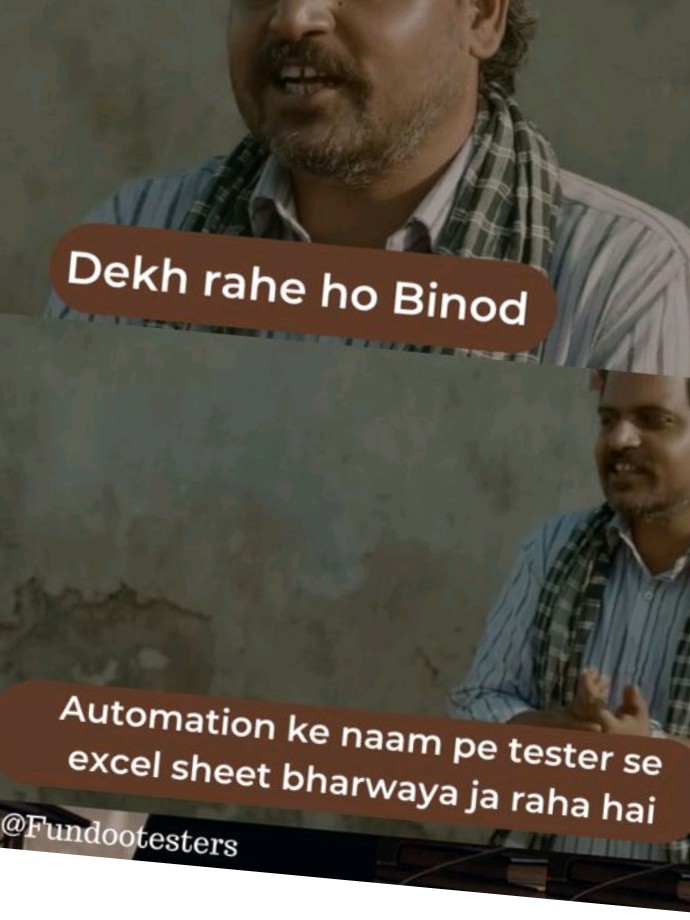 Dekh rahe ho Binod
Automation ke naam pe tester se
excel sheet bharwaya ja raha hai
@Fundootesters